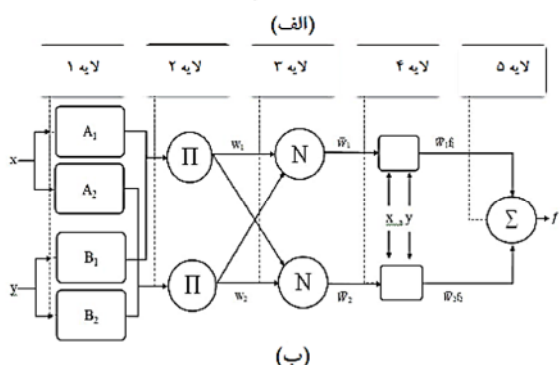 (الف)
لایه ۱ لایه ۲ لایه ۳ لایه ۴ لایه ۵
A₁
A₂
B₁
B₂
x
y
Π
Π
w₁
w₂
N
N
w̄₁
w̄₂
x y
w̄₁f₁
w̄₂f₂
Σ
f
(ب)